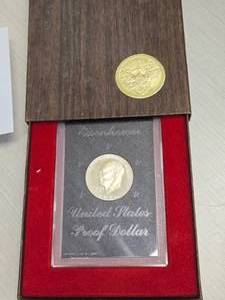 Eisenhower
United States
Proof Dollar